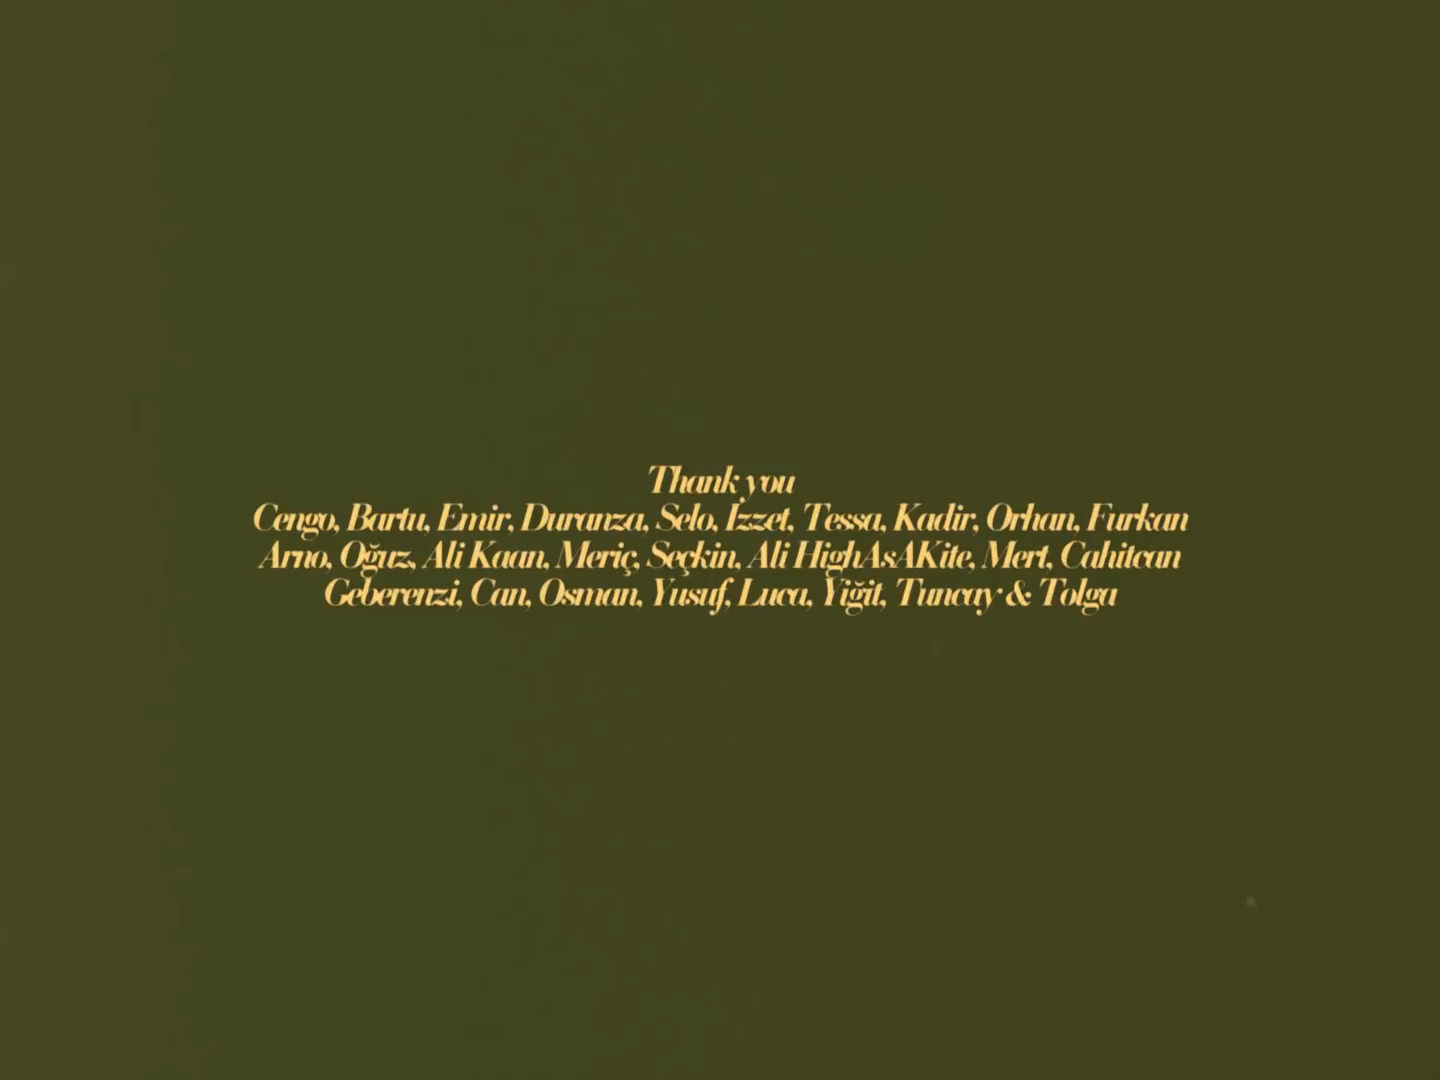 Thank you
Cengo, Bartu, Emir, Duranza, Selo, İzzet, Tessa, Kadir, Orhan, Furkan
Arno, Oğuz, Ali Kaan, Meriç, Seçkin, Ali HighAsAKite, Mert, Cahitcan
Geberenzi, Can, Osman, Yusuf, Luca, Yiğit, Tuncay & Tolga